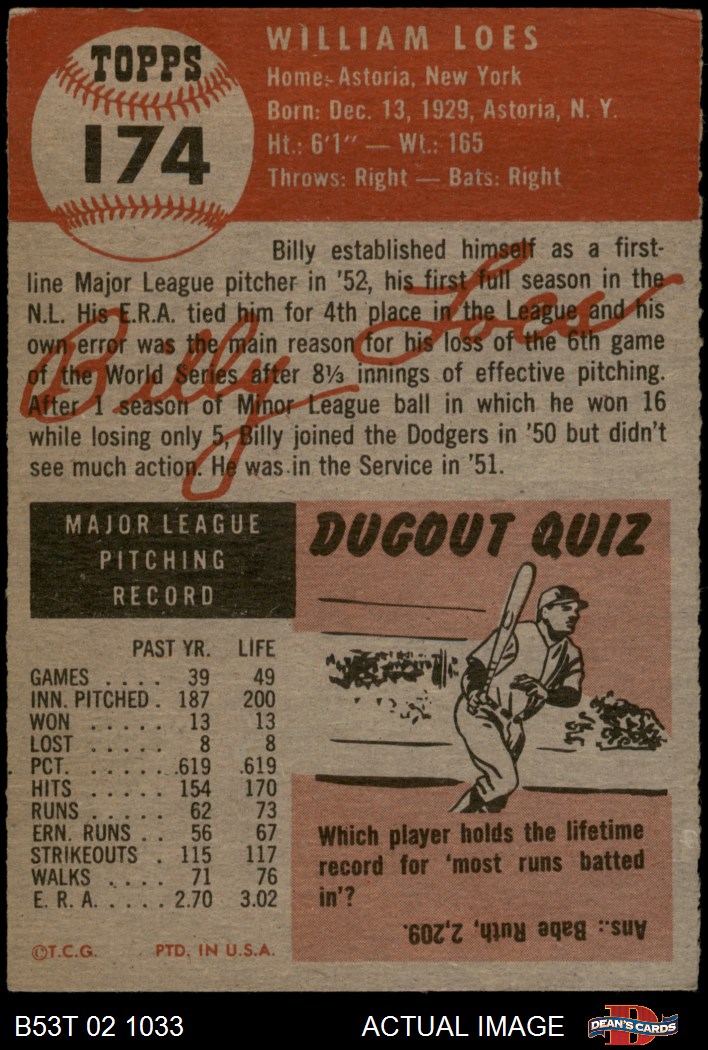 TOPPS
174
WILLIAM LOES
Home:-Astoria, New York
Born: Dec. 13, 1929, Astoria, N. Y.
Ht.: 6'1" — Wt.: 165
Throws: Right — Bats: Right
Billy established himself as a first-
line Major League pitcher in '52, his first full season in the
N.L. His E.R.A. tied him for 4th place in the League and his
own error was the main reason for his loss of the 6th game
of the World Series after 8⅓ innings of effective pitching.
After 1 season of Minor League ball in which he won 16
while losing only 5, Billy joined the Dodgers in '50 but didn't
see much action. He was in the Service in '51.
Billy Loes
MAJOR LEAGUE
PITCHING
RECORD
PAST YR. LIFE
GAMES . . . . 39 49
INN. PITCHED . 187 200
WON . . . . . 13 13
LOST . . . . . 8 8
PCT. . . . . . .619 .619
HITS . . . . . 154 170
RUNS . . . . . 62 73
ERN. RUNS . . 56 67
STRIKEOUTS . 115 117
WALKS . . . . 71 76
E. R. A. . . . . . 2.70 3.02
©T.C.G. PTD. IN U.S.A.
DUGOUT QUIZ
Which player holds the lifetime
record for 'most runs batted
in'?
Ans.: Babe Ruth, 2,209.
B53T 02 1033 ACTUAL IMAGE
D
DEAN'S CARDS